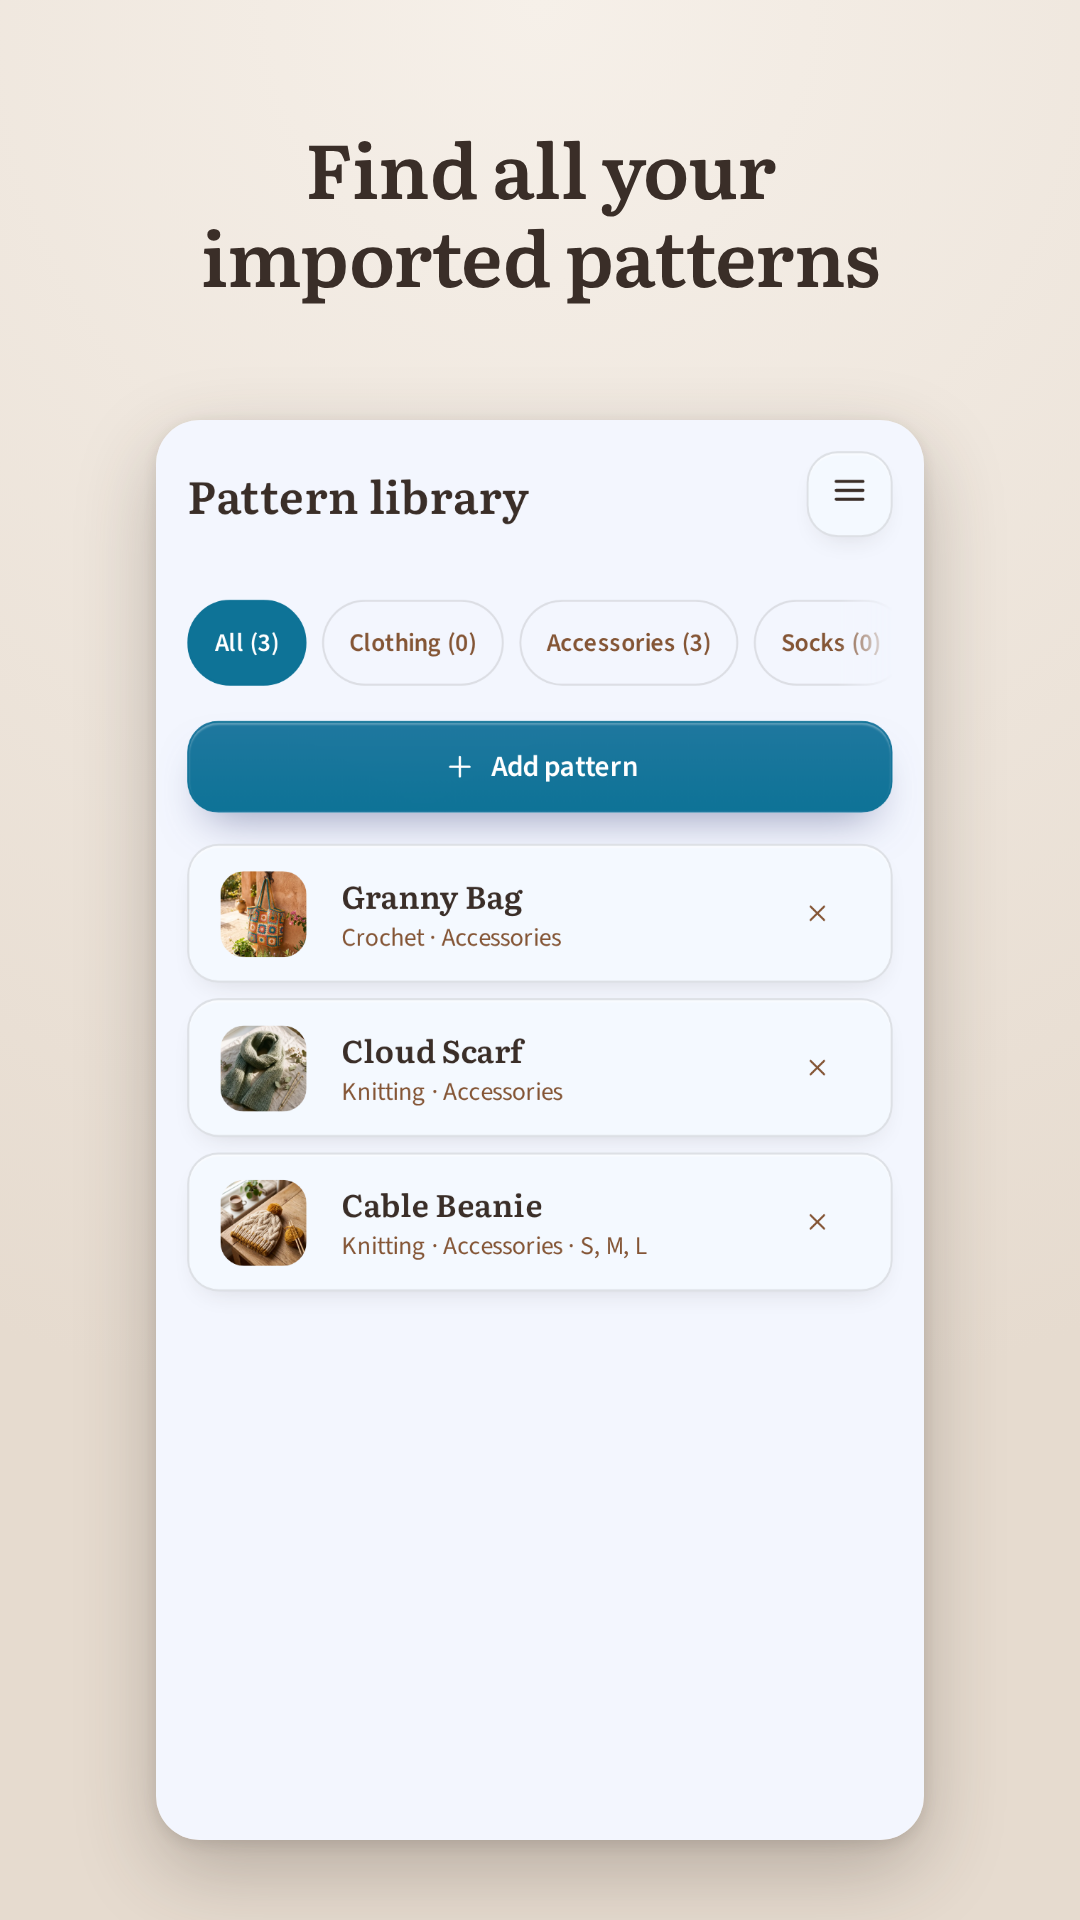 Find all your
imported patterns
Pattern library
All (3)
Clothing (0)
Accessories (3)
Socks (0)
Add pattern
Granny Bag
Crochet · Accessories
Cloud Scarf
Knitting · Accessories
Cable Beanie
Knitting · Accessories · S, M, L